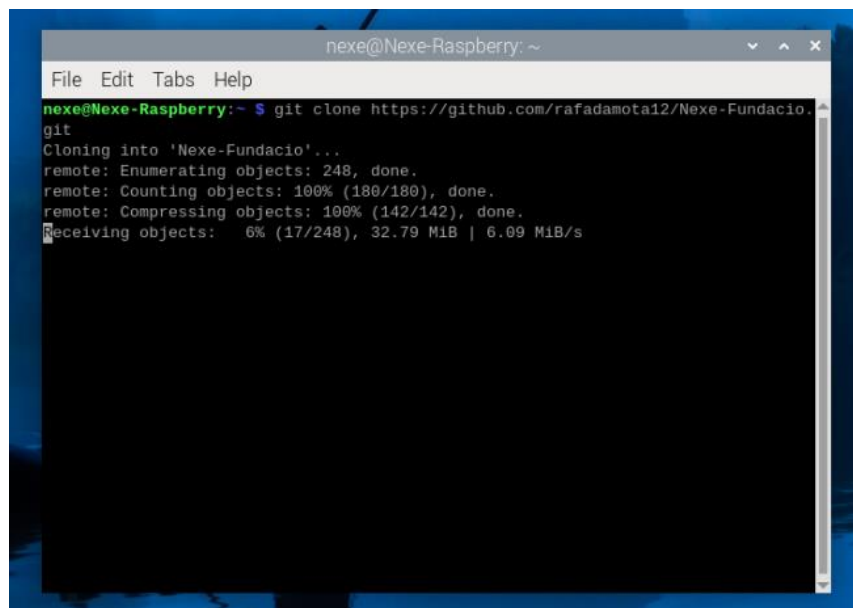 nexe@Nexe-Raspberry: ~
File Edit Tabs Help
nexe@Nexe-Raspberry:~ $ git clone https://github.com/rafadamota12/Nexe-Fundacio.
git
Cloning into 'Nexe-Fundacio'...
remote: Enumerating objects: 248, done.
remote: Counting objects: 100% (180/180), done.
remote: Compressing objects: 100% (142/142), done.
Receiving objects:   6% (17/248), 32.79 MiB | 6.09 MiB/s